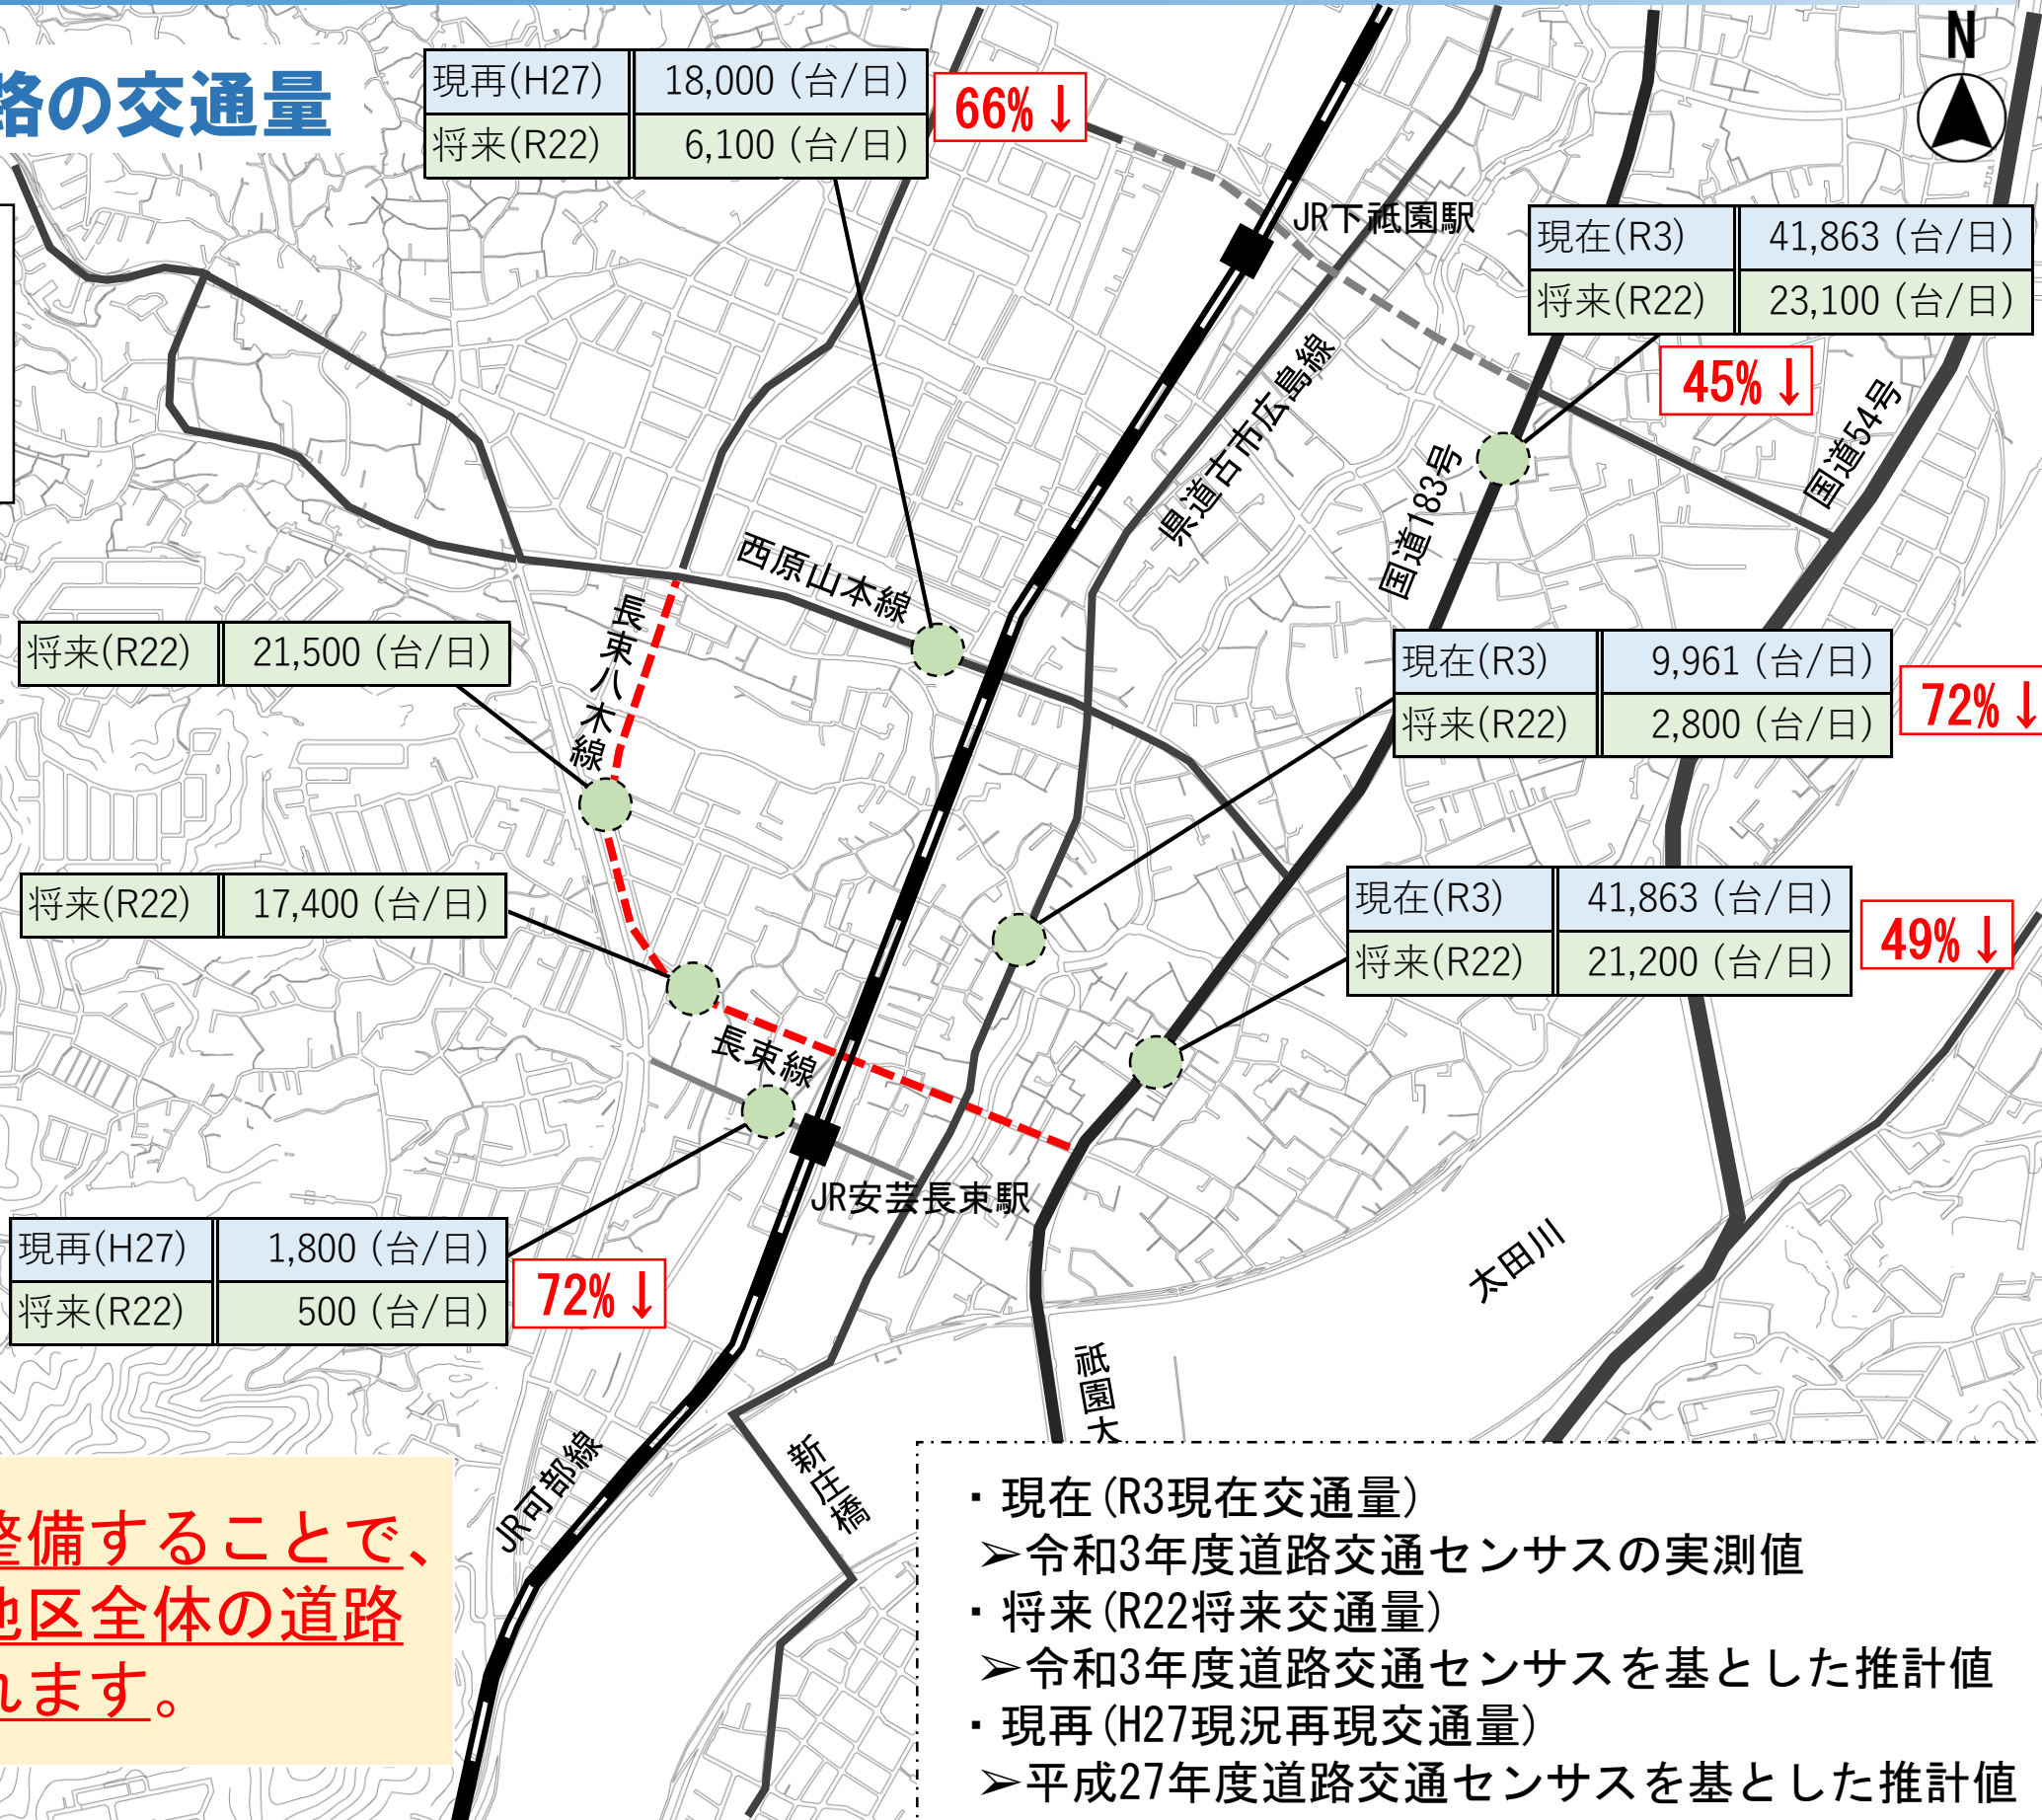 路の交通量
N
現再(H27) 18,000 (台/日)
将来(R22) 6,100 (台/日)
66%↓
JR下祗園駅
現在(R3) 41,863 (台/日)
将来(R22) 23,100 (台/日)
45%↓
県道古市広島線
国道183号
国道54号
西原山本線
長束八木線
将来(R22) 21,500 (台/日)
現在(R3) 9,961 (台/日)
将来(R22) 2,800 (台/日)
72%↓
将来(R22) 17,400 (台/日)
現在(R3) 41,863 (台/日)
将来(R22) 21,200 (台/日)
49%↓
長束線
JR安芸長束駅
現再(H27) 1,800 (台/日)
将来(R22) 500 (台/日)
72%↓
太田川
祇園大
新庄橋
JR可部線
整備することで、
地区全体の道路
れます。
・現在(R3現在交通量)
➢令和3年度道路交通センサスの実測値
・将来(R22将来交通量)
➢令和3年度道路交通センサスを基とした推計値
・現再(H27現況再現交通量)
➢平成27年度道路交通センサスを基とした推計値